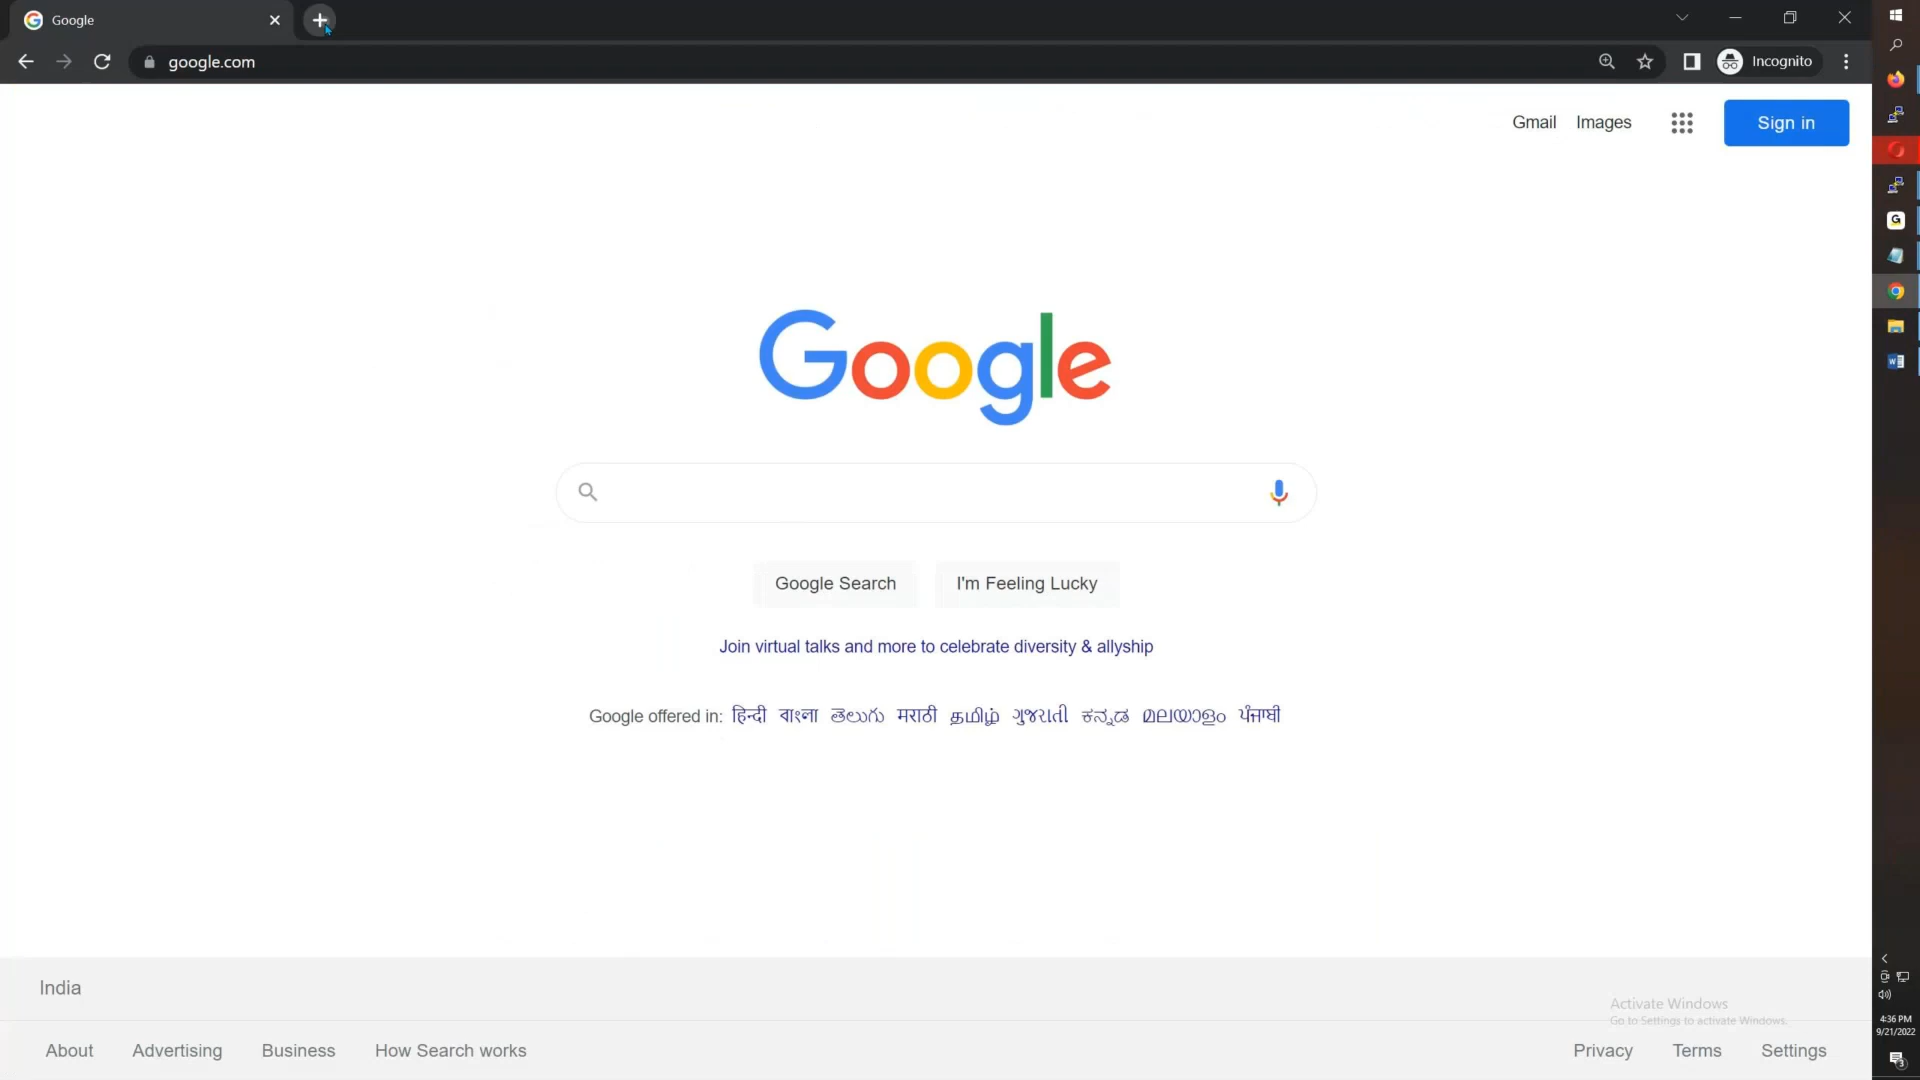 Google
google.com
Incognito
Gmail Images Sign in
Google
Google Search I'm Feeling Lucky
Join virtual talks and more to celebrate diversity & allyship
Google offered in: हिन्दी বাংলা తెలుగు मराठी தமிழ் ગુજરાતી ಕನ್ನಡ മലയാളം ਪੰਜਾਬੀ
India
Activate Windows
Go to Settings to activate Windows.
4:36 PM
9/21/2022
About Advertising Business How Search works Privacy Terms Settings
3